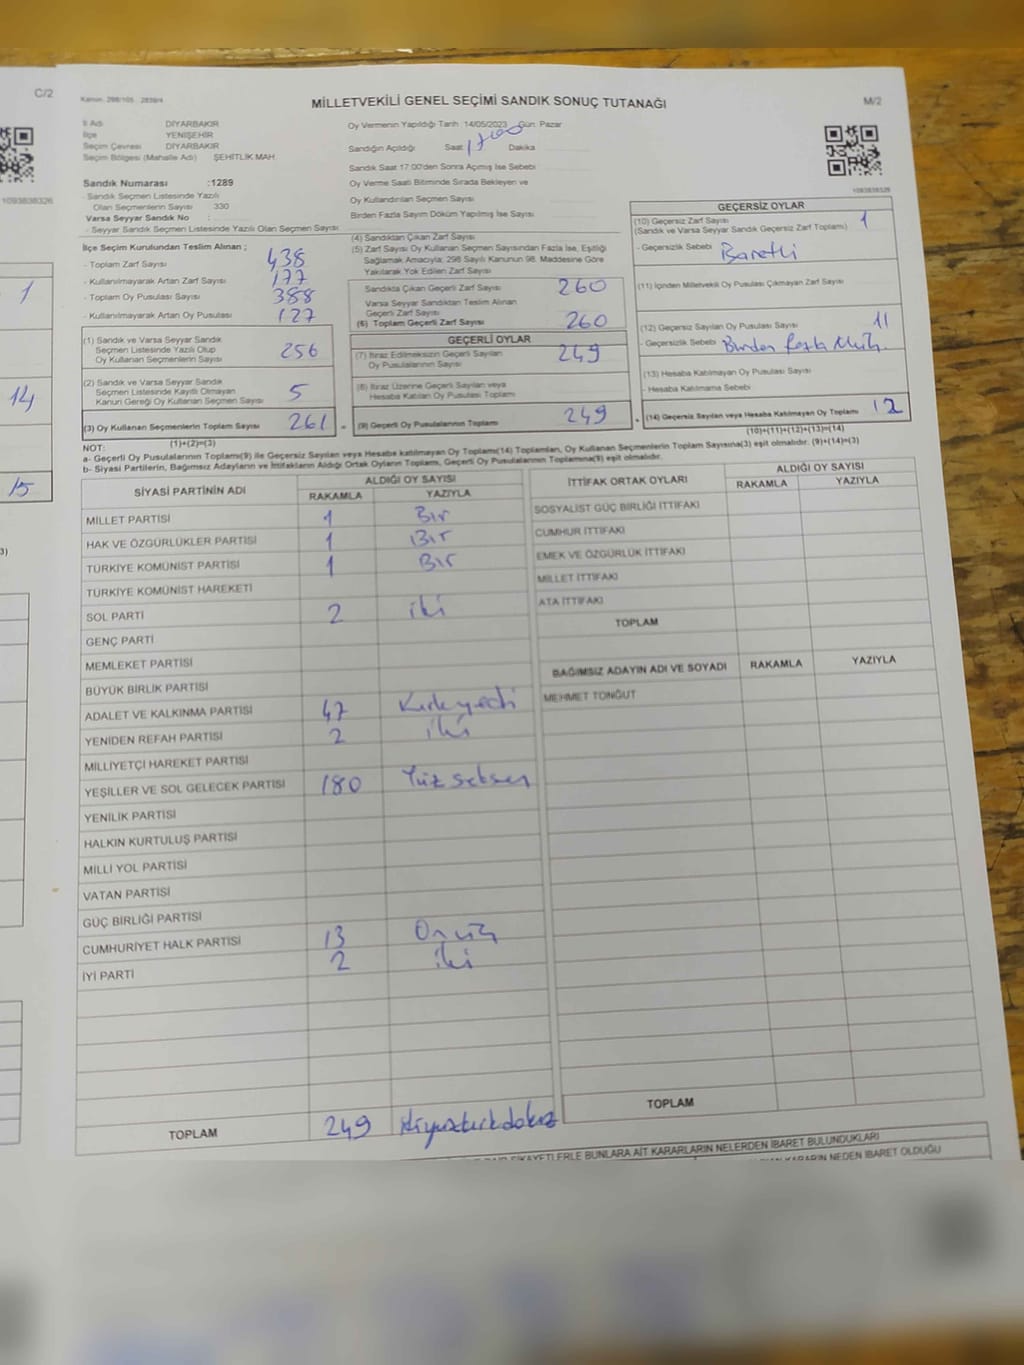 C/2
Kanun. 298/105 . 2839/4
MİLLETVEKİLİ GENEL SEÇİMİ SANDIK SONUÇ TUTANAĞI
M/2
İl Adı DİYARBAKIR
İlçe YENİŞEHİR
Seçim Çevresi DİYARBAKIR
Seçim Bölgesi (Mahalle Adı) ŞEHİTLİK MAH.
Oy Vermenin Yapıldığı Tarih 14/05/2023 Gün: Pazar
Sandığın Açıldığı Saat 1700 Dakika
Sandık Saat 17:00'den Sonra Açımış İse Sebebi
Oy Verme Saati Bitiminde Sırada Bekleyen ve
Oy Kullandırılan Seçmen Sayısı
Birden Fazla Sayım Döküm Yapılmış İse Sayısı
1093838326
1093838326
Sandık Numarası :1289
- Sandık Seçmen Listesinde Yazılı
Olan Seçmenlerin Sayısı 330
Varsa Seyyar Sandık No :
- Seyyar Sandık Seçmen Listesinde Yazılı Olan Seçmen Sayısı
İlçe Seçim Kurulundan Teslim Alınan ;
- Toplam Zarf Sayısı 438
- Kullanılmayarak Artan Zarf Sayısı 177
- Toplam Oy Pusulası Sayısı 388
- Kullanılmayarak Artan Oy Pusulası 127
(1) Sandık ve Varsa Seyyar Sandık
Seçmen Listesinde Yazılı Olup
Oy Kullanan Seçmenlerin Sayısı 256
(2) Sandık ve Varsa Seyyar Sandık
Seçmen Listesinde Kayıtlı Olmayan
Kanun Gereği Oy Kullanan Seçmen Sayısı 5
(3) Oy Kullanan Seçmenlerin Toplam Sayısı 261
(1)+(2)=(3)
(4) Sandıktan Çıkan Zarf Sayısı
(5) Zarf Sayısı Oy Kullanan Seçmen Sayısından Fazla İse, Eşitliği
Sağlamak Amacıyla; 298 Sayılı Kanunun 98. Maddesine Göre
Yakılarak Yok Edilen Zarf Sayısı
Sandıkta Çıkan Geçerli Zarf Sayısı 260
Varsa Seyyar Sandıktan Teslim Alınan
Geçerli Zarf Sayısı
(6) Toplam Geçerli Zarf Sayısı 260
GEÇERLİ OYLAR
(7) İtiraz Edilmeksizin Geçerli Sayılan
Oy Pusulalarının Sayısı 249
(8) İtiraz Üzerine Geçerli Sayılan veya
Hesaba Katılan Oy Pusulası Toplamı
(9) Geçerli Oy Pusulalarının Toplamı 249
GEÇERSİZ OYLAR
(10) Geçersiz Zarf Sayısı 1
(Sandık ve Varsa Seyyar Sandık Geçersiz Zarf Toplamı)
- Geçersizlik Sebebi
(11) İçinden Milletvekili Oy Pusulası Çıkmayan Zarf Sayısı
(12) Geçersiz Sayılan Oy Pusulası Sayısı 11
- Geçersizlik Sebebi Birden fazla Müh.
(13) Hesaba Katılmayan Oy Pusulası Sayısı
- Hesaba Katılmama Sebebi
(14) Geçersiz Sayılan veya Hesaba Katılmayan Oy Toplamı 12
(10)+(11)+(12)+(13)=(14)
NOT:
a- Geçerli Oy Pusulalarının Toplamı(9) ile Geçersiz Sayılan veya Hesaba katılmayan Oy Toplamı(14) Toplamları, Oy Kullanan Seçmenlerin Toplam Sayısına(3) eşit olmalıdır. (9)+(14)=(3)
b- Siyasi Partilerin, Bağımsız Adayların ve İttifakların Aldığı Ortak Oyların Toplamı, Geçerli Oy Pusulalarının Toplamına(9) eşit olmalıdır.
SİYASİ PARTİNİN ADI ALDIĞI OY SAYISI
RAKAMLA YAZIYLA
MİLLET PARTİSİ 1 Bir
HAK VE ÖZGÜRLÜKLER PARTİSİ 1 Bir
TÜRKİYE KOMÜNİST PARTİSİ 1 Bir
TÜRKİYE KOMÜNİST HAREKETİ
SOL PARTİ 2 iki
GENÇ PARTİ
MEMLEKET PARTİSİ
BÜYÜK BİRLİK PARTİSİ
ADALET VE KALKINMA PARTİSİ 47 Kırkyedi
YENİDEN REFAH PARTİSİ 2 iki
MİLLİYETÇİ HAREKET PARTİSİ
YEŞİLLER VE SOL GELECEK PARTİSİ 180 Yüz seksen
YENİLİK PARTİSİ
HALKIN KURTULUŞ PARTİSİ
MİLLİ YOL PARTİSİ
VATAN PARTİSİ
GÜÇ BİRLİĞİ PARTİSİ
CUMHURİYET HALK PARTİSİ 13 Onüç
İYİ PARTİ 2 iki
TOPLAM 249 ikiyüzkırkdokuz
İTTİFAK ORTAK OYLARI ALDIĞI OY SAYISI
RAKAMLA YAZIYLA
SOSYALİST GÜÇ BİRLİĞİ İTTİFAKI
CUMHUR İTTİFAKI
EMEK VE ÖZGÜRLÜK İTTİFAKI
MİLLET İTTİFAKI
ATA İTTİFAKI
TOPLAM
BAĞIMSIZ ADAYIN ADI VE SOYADI RAKAMLA YAZIYLA
MEHMET TONĞUT
TOPLAM
1
14
15
3)
ŞİKAYETLERLE BUNLARA AİT KARARLARIN NELERDEN İBARET BULUNDUKLARI
KARARIN NEDEN İBARET OLDUĞU